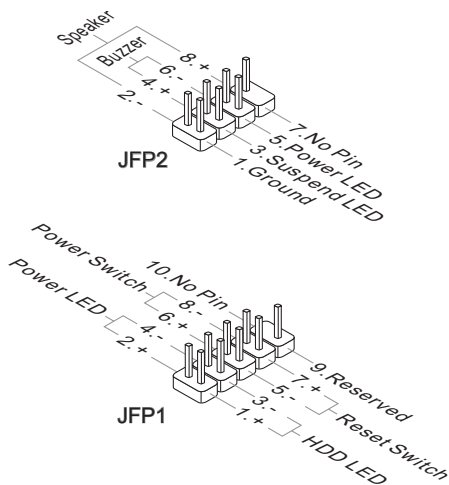 Speaker
Buzzer
8.+
6.-
4.+
2.-
7.No Pin
5.Power LED
3.Suspend LED
1.Ground
JFP2
Power Switch
Power LED
10.No Pin
8.-
6.+
4.-
2.+
9.Reserved
7.+
5.-
3.-
1.+
Reset Switch
HDD LED
JFP1